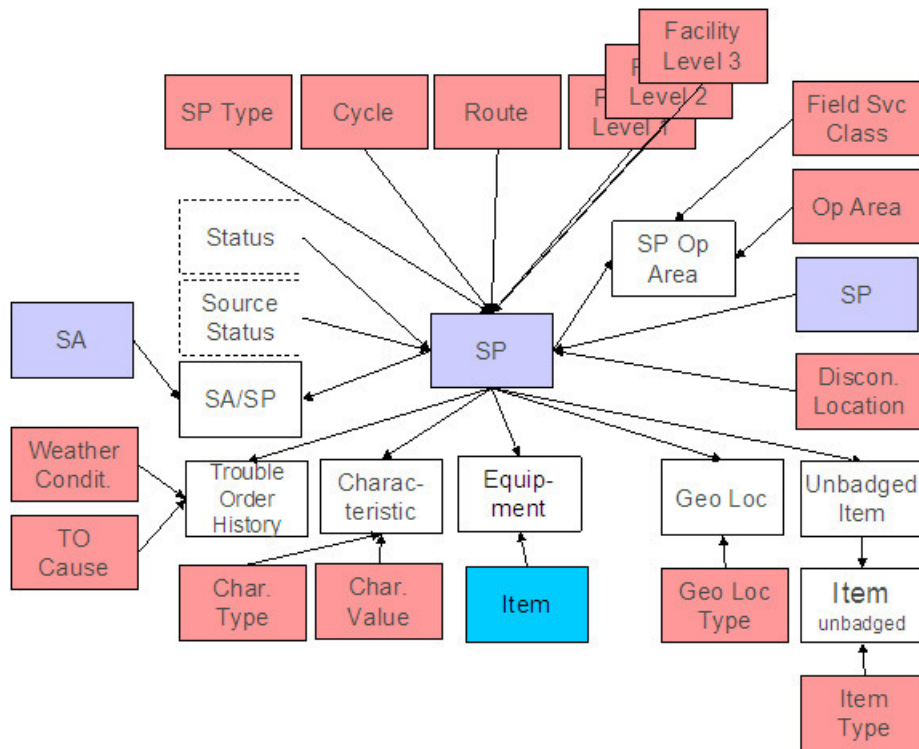 Facility
Level 3
F
Level 2
F
Level 1
SP Type
Cycle
Route
Field Svc
Class
Status
SP Op
Area
Op Area
Source
Status
SA
SP
SP
SA/SP
Discon.
Location
Weather
Condit.
Trouble
Order
History
Charac-
teristic
Equip-
ment
Geo Loc
Unbadged
Item
TO
Cause
Char.
Type
Char.
Value
Item
Geo Loc
Type
Item
unbadged
Item
Type